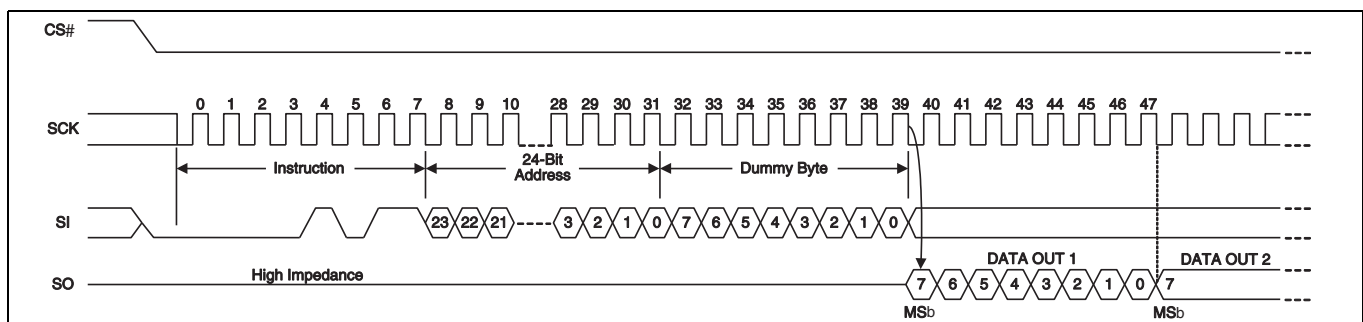 CS#
0 1 2 3 4 5 6 7 8 9 10 28 29 30 31 32 33 34 35 36 37 38 39 40 41 42 43 44 45 46 47
SCK
Instruction
24-Bit
Address
Dummy Byte
SI
23 22 21 3 2 1 0 7 6 5 4 3 2 1 0
DATA OUT 1
DATA OUT 2
High Impedance
SO
7 6 5 4 3 2 1 0 7
MSb
MSb